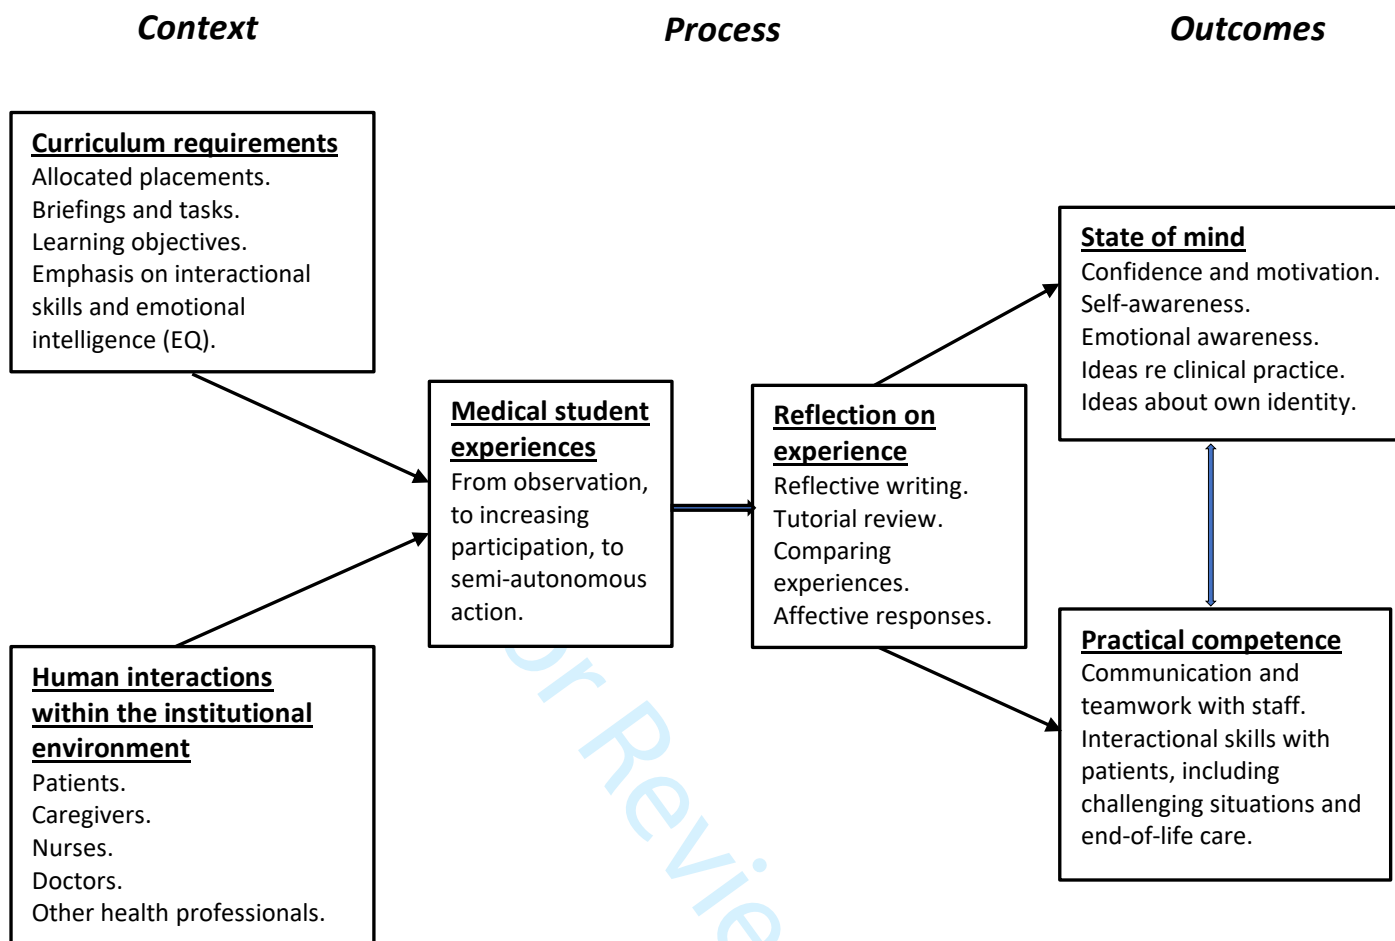 Context
Process
Outcomes
Curriculum requirements
Allocated placements.
Briefings and tasks.
Learning objectives.
Emphasis on interactional
skills and emotional
intelligence (EQ).
Human interactions
within the institutional
environment
Patients.
Caregivers.
Nurses.
Doctors.
Other health professionals.
Medical student
experiences
From observation,
to increasing
participation, to
semi-autonomous
action.
Reflection on
experience
Reflective writing.
Tutorial review.
Comparing
experiences.
Affective responses.
State of mind
Confidence and motivation.
Self-awareness.
Emotional awareness.
Ideas re clinical practice.
Ideas about own identity.
Practical competence
Communication and
teamwork with staff.
Interactional skills with
patients, including
challenging situations and
end-of-life care.
or Revie